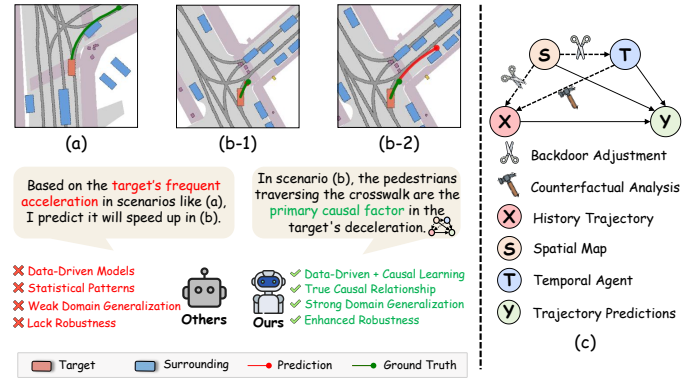 (a)
(b-1)
(b-2)
Based on the target's frequent
acceleration in scenarios like (a),
I predict it will speed up in (b).
In scenario (b), the pedestrians
traversing the crosswalk are the
primary causal factor in the
target's deceleration.
Data-Driven Models
Statistical Patterns
Weak Domain Generalization
Lack Robustness
Others
Ours
Data-Driven + Causal Learning
True Causal Relationship
Strong Domain Generalization
Enhanced Robustness
Target
Surrounding
Prediction
Ground Truth
S
T
X
Y
Backdoor Adjustment
Counterfactual Analysis
X
History Trajectory
S
Spatial Map
T
Temporal Agent
Y
Trajectory Predictions
(c)